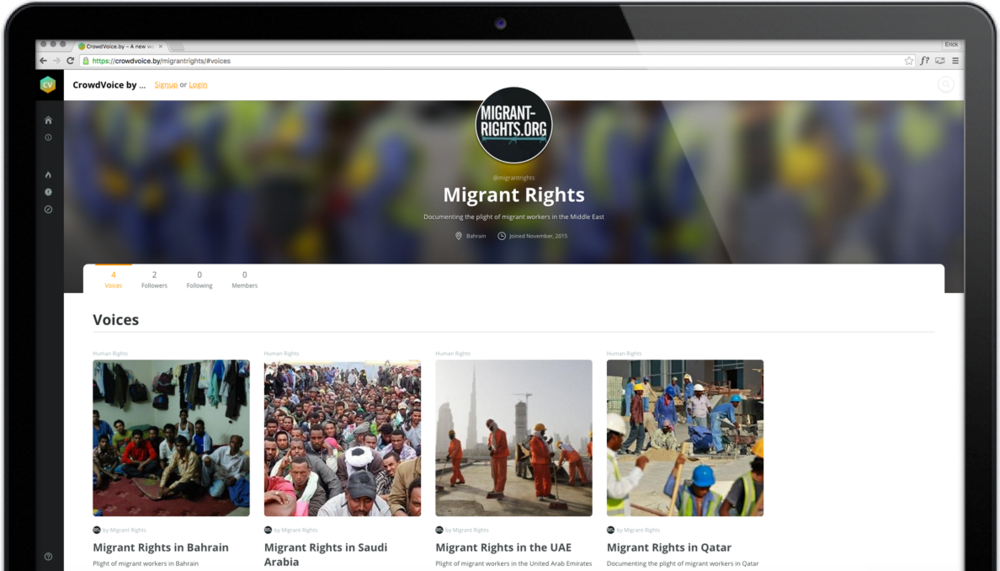 CrowdVoice.by – A new wo
Erick
https://crowdvoice.by/migrantrights/#voices
CV
CrowdVoice by ...
Signup or Login
MIGRANT-
RIGHTS.ORG
@migrantrights
Migrant Rights
Documenting the plight of migrant workers in the Middle East
Bahrain
Joined November, 2015
4 2 0 0
Voices Followers Following Members
Voices
Human Rights Human Rights Human Rights Human Rights
by Migrant Rights by Migrant Rights by Migrant Rights by Migrant Rights
Migrant Rights in Bahrain
Plight of migrant workers in Bahrain
Migrant Rights in Saudi
Arabia
Migrant Rights in the UAE
Plight of migrant workers in the United Arab Emirates
Migrant Rights in Qatar
Documenting the plight of migrant workers in Qatar